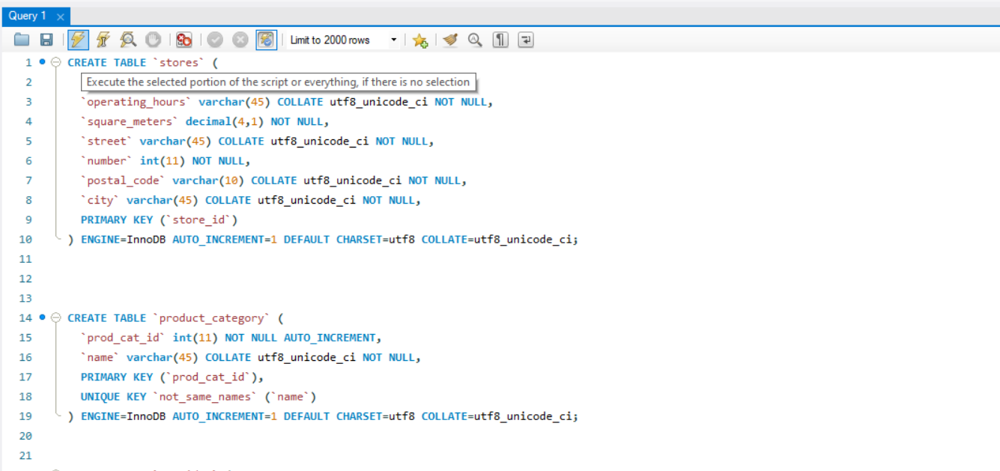 Query 1
Limit to 2000 rows
1 CREATE TABLE `stores` (
2 Execute the selected portion of the script or everything, if there is no selection
3 `operating_hours` varchar(45) COLLATE utf8_unicode_ci NOT NULL,
4 `square_meters` decimal(4,1) NOT NULL,
5 `street` varchar(45) COLLATE utf8_unicode_ci NOT NULL,
6 `number` int(11) NOT NULL,
7 `postal_code` varchar(10) COLLATE utf8_unicode_ci NOT NULL,
8 `city` varchar(45) COLLATE utf8_unicode_ci NOT NULL,
9 PRIMARY KEY (`store_id`)
10 ) ENGINE=InnoDB AUTO_INCREMENT=1 DEFAULT CHARSET=utf8 COLLATE=utf8_unicode_ci;
11
12
13
14 CREATE TABLE `product_category` (
15 `prod_cat_id` int(11) NOT NULL AUTO_INCREMENT,
16 `name` varchar(45) COLLATE utf8_unicode_ci NOT NULL,
17 PRIMARY KEY (`prod_cat_id`),
18 UNIQUE KEY `not_same_names` (`name`)
19 ) ENGINE=InnoDB AUTO_INCREMENT=1 DEFAULT CHARSET=utf8 COLLATE=utf8_unicode_ci;
20
21